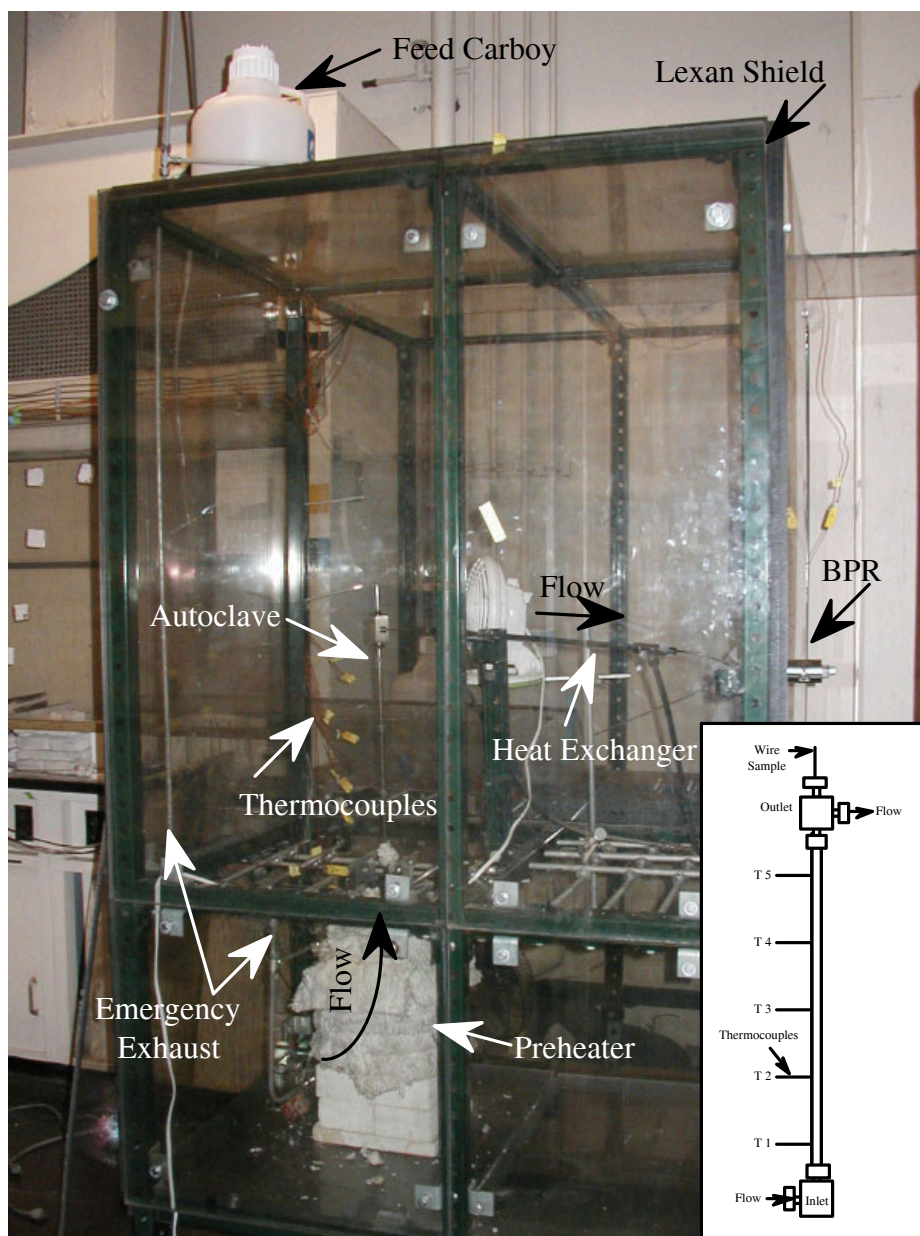 Feed Carboy
Lexan Shield
BPR
Flow
Autoclave
Heat Exchanger
Thermocouples
Flow
Emergency
Exhaust
Preheater
Wire
Sample
Outlet
Flow
T 5
T 4
T 3
Thermocouples
T 2
T 1
Flow
Inlet